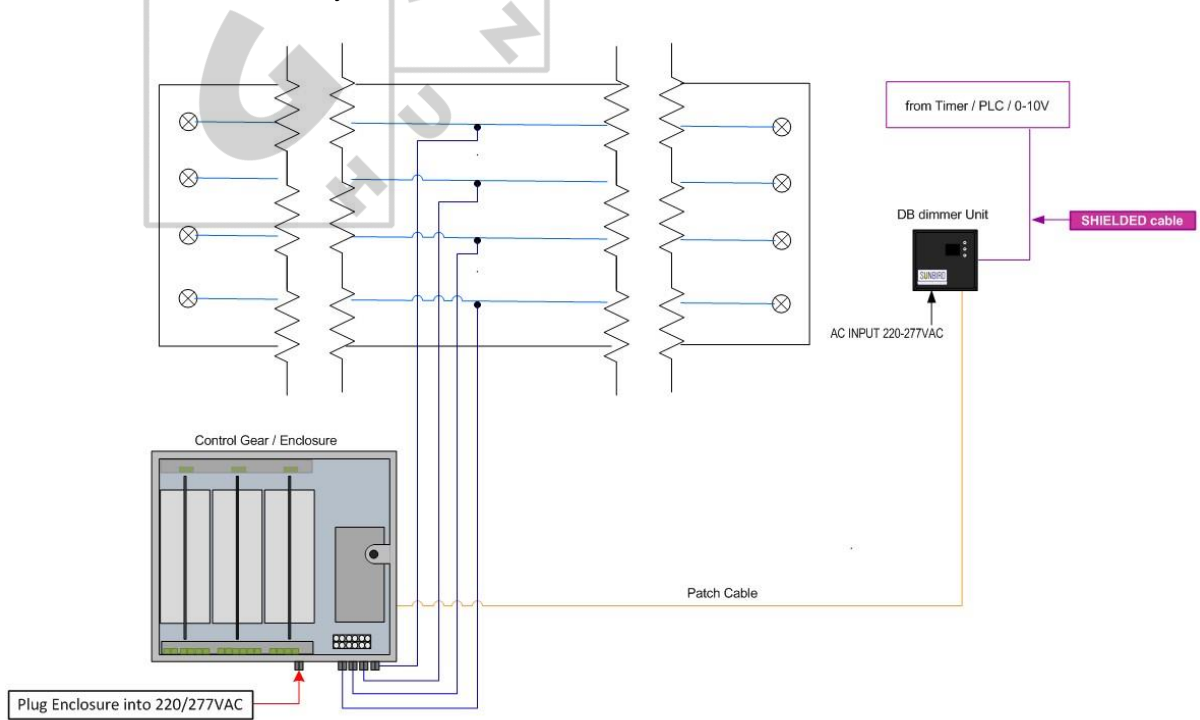 from Timer / PLC / 0-10V
DB dimmer Unit
SHIELDED cable
SUNBIRD
AC INPUT 220-277VAC
Control Gear / Enclosure
Patch Cable
Plug Enclosure into 220/277VAC
G
H U N Z